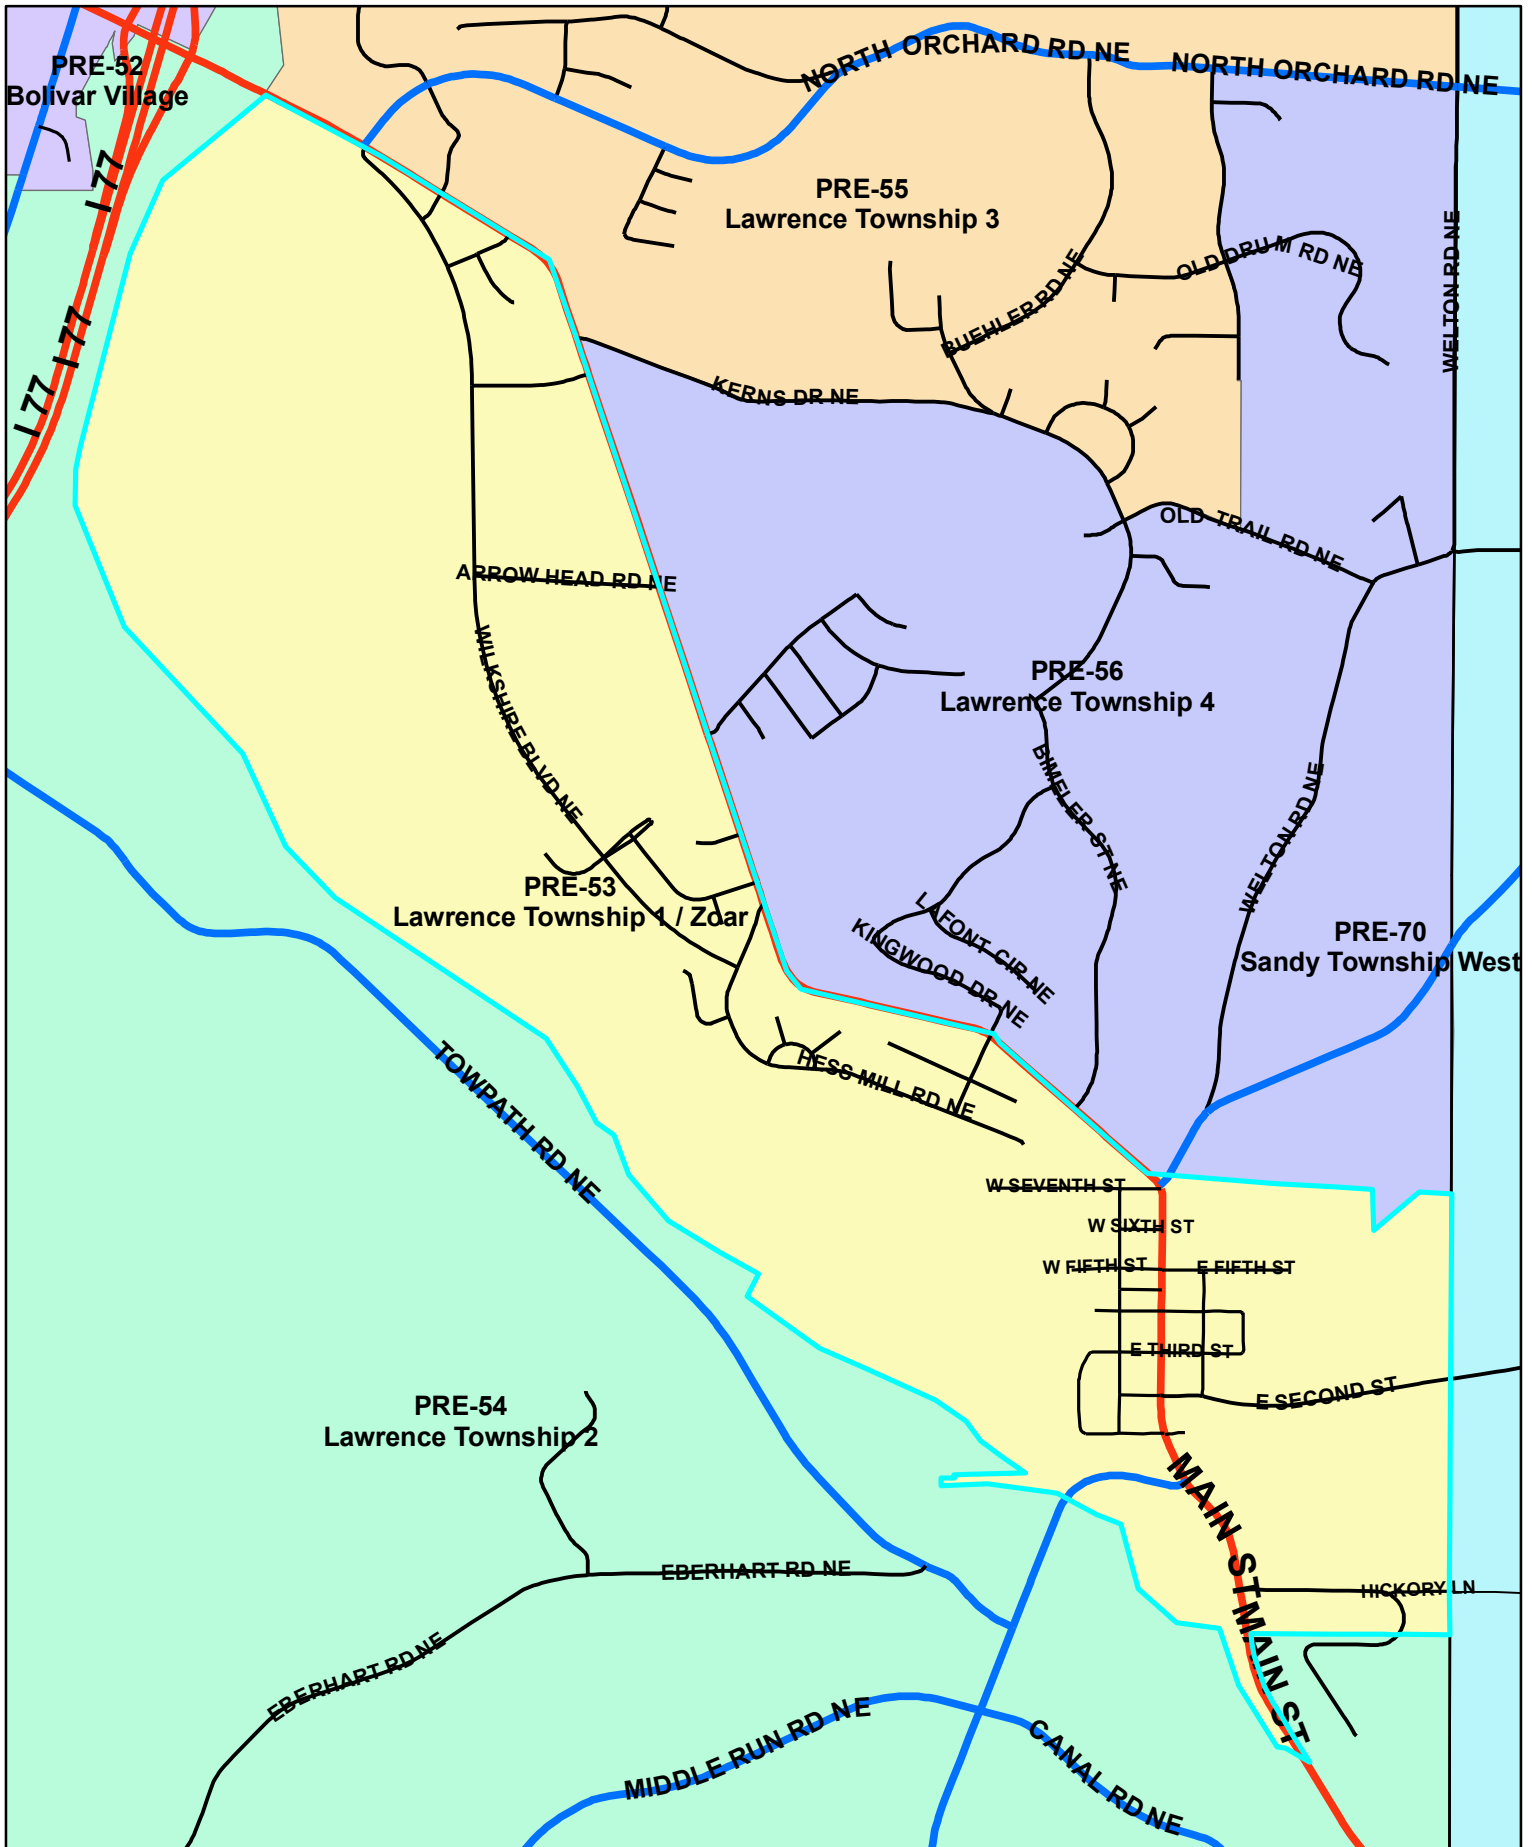 NORTH ORCHARD RD NE
NORTH ORCHARD RD NE
PRE-52
Bolivar Village
I 77
I 77
I 77
PRE-55
Lawrence Township 3
WELTON RD NE
OLD DRUM RD NE
BUEHLER RD NE
KERNS DR NE
OLD TRAIL RD NE
ARROW HEAD RD NE
WILKSHIRE BLVD NE
PRE-56
Lawrence Township 4
BIMELER ST NE
WELTON RD NE
PRE-53
Lawrence Township 1 / Zoar
LAFONT CIR NE
KINGWOOD DR NE
PRE-70
Sandy Township West
TOWPATH RD NE
HESS MILL RD NE
W SEVENTH ST
W SIXTH ST
W FIFTH ST
E FIFTH ST
E THIRD ST
E SECOND ST
PRE-54
Lawrence Township 2
MAIN ST
EBERHART RD NE
HICKORY LN
MAIN ST
EBERHART RD NE
MIDDLE RUN RD NE
CANAL RD NE